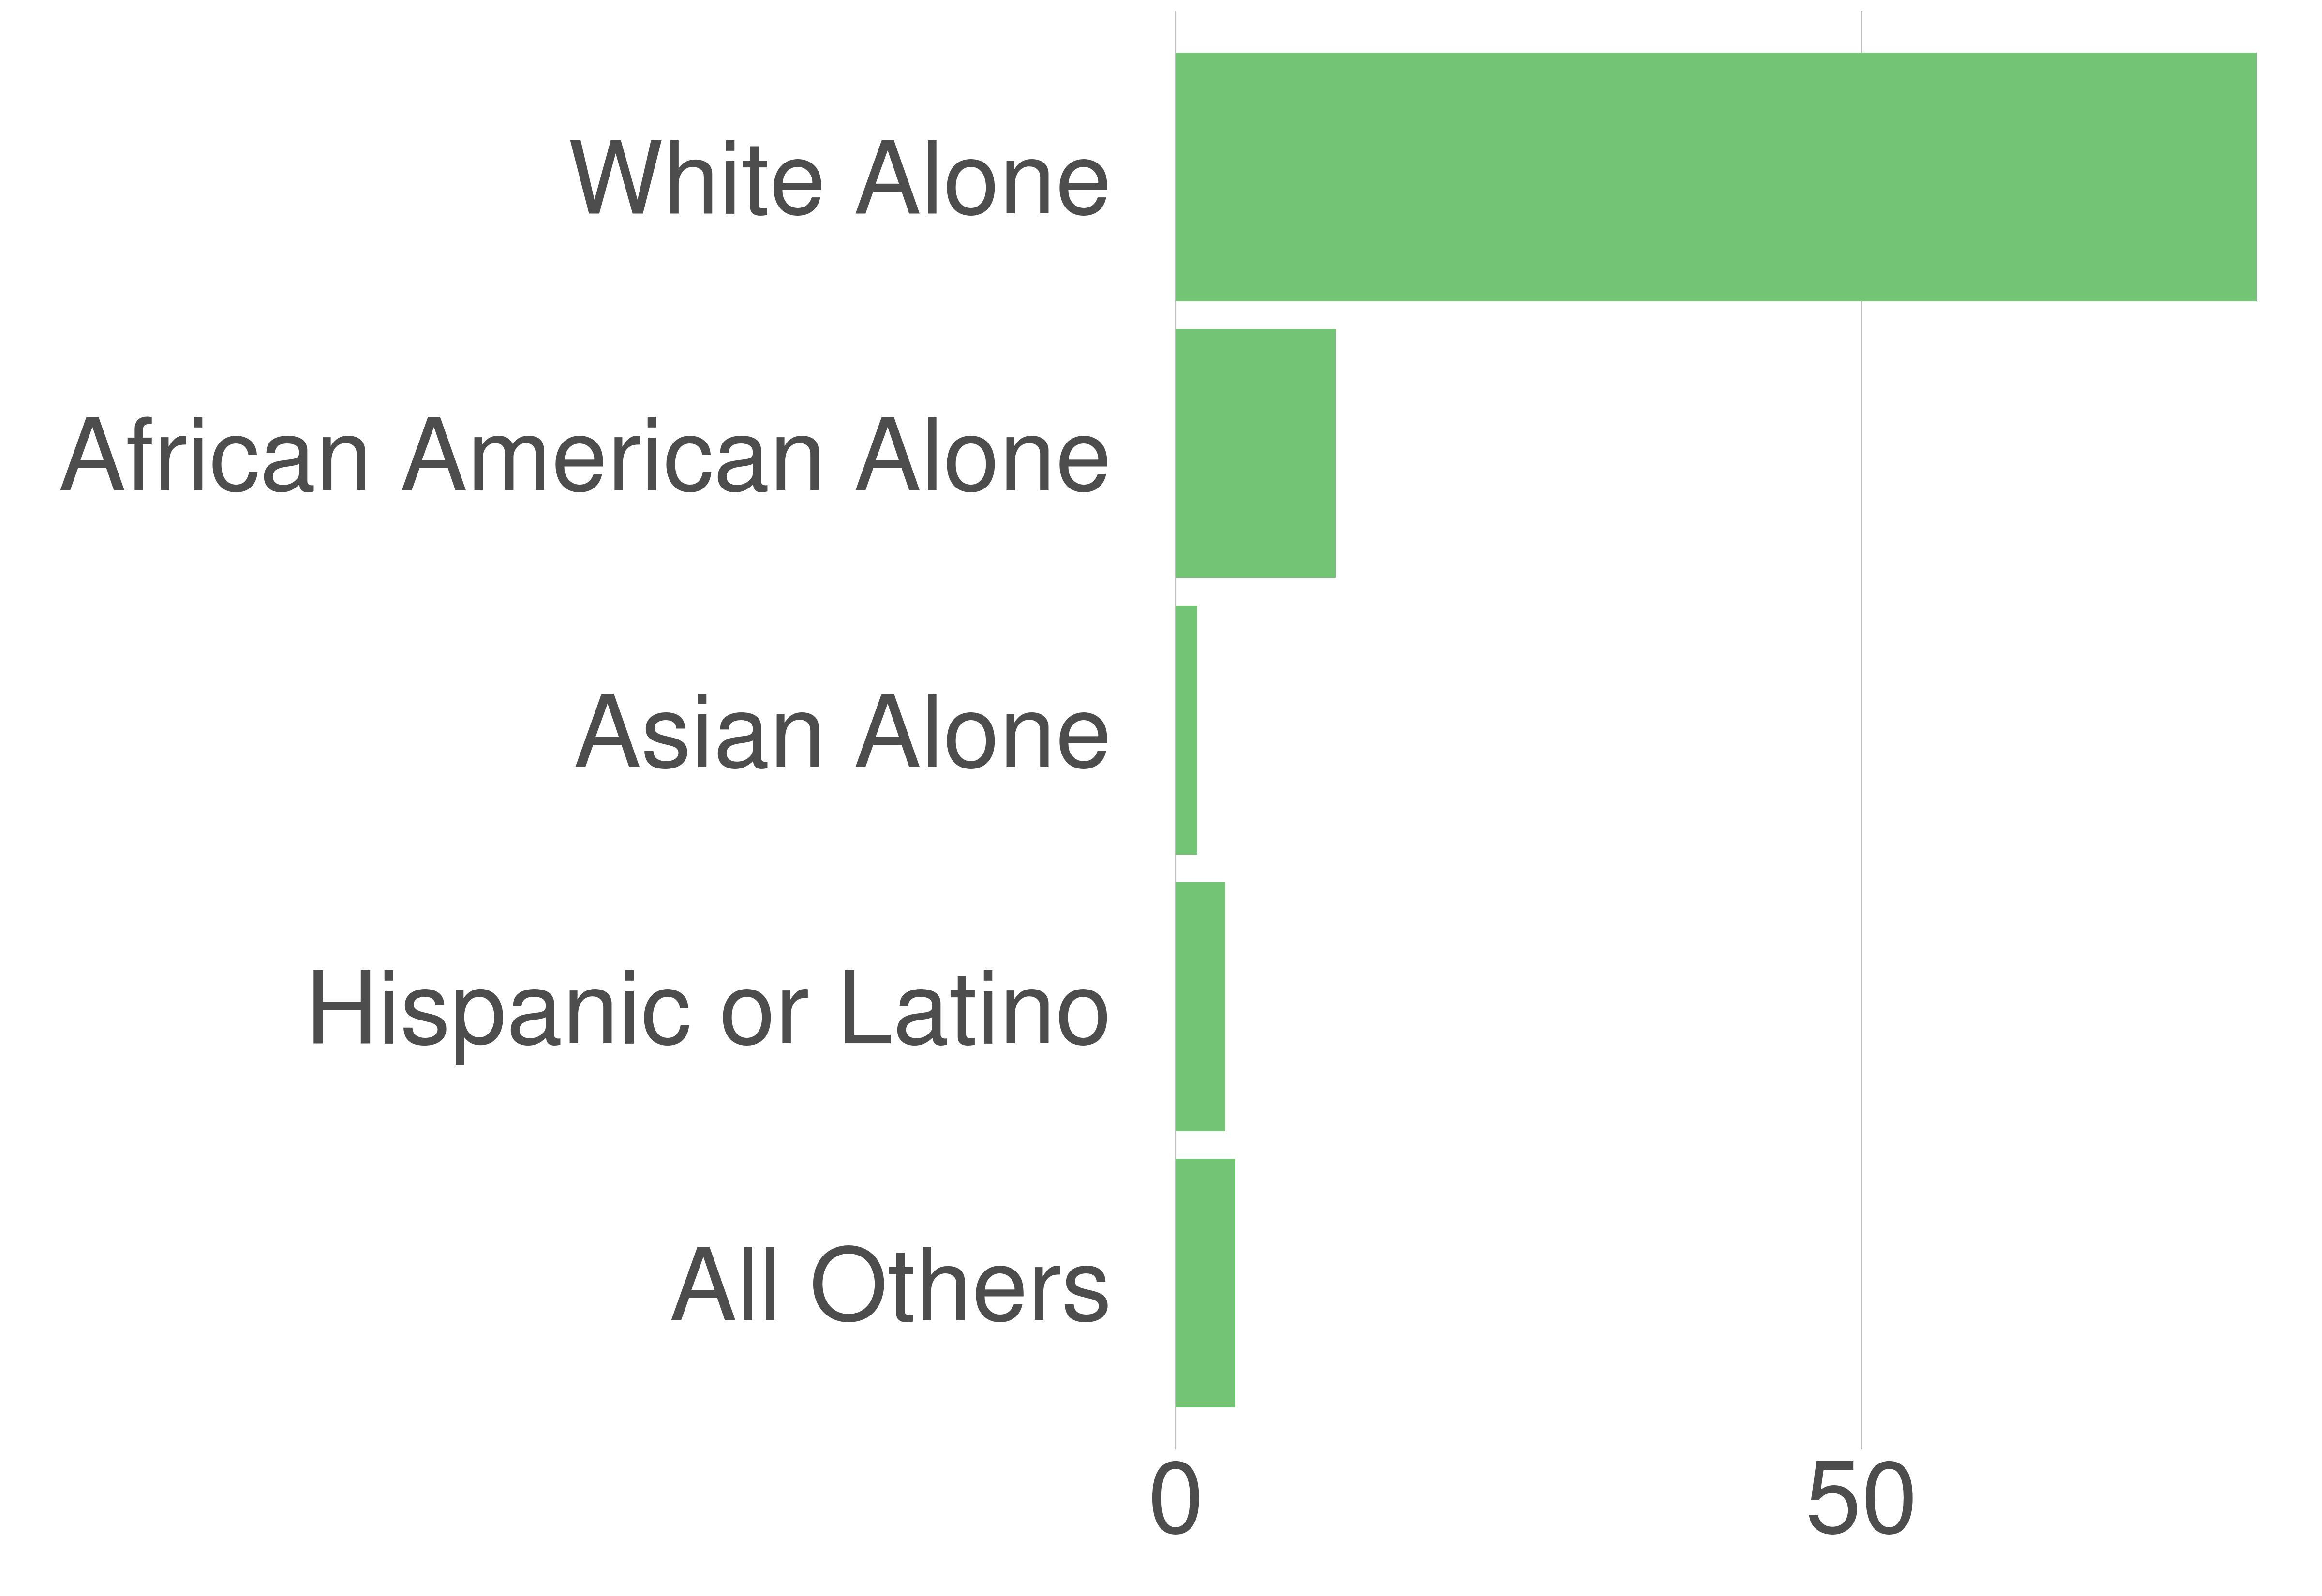 White Alone
African American Alone
Asian Alone
Hispanic or Latino
All Others
0 50